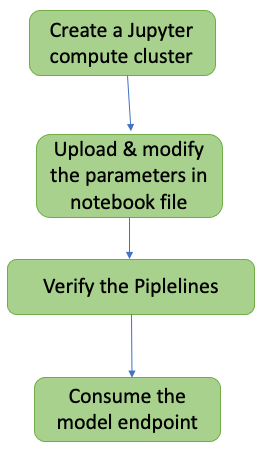 Create a Jupyter
compute cluster
Upload & modify
the parameters in
notebook file
Verify the Piplelines
Consume the
model endpoint